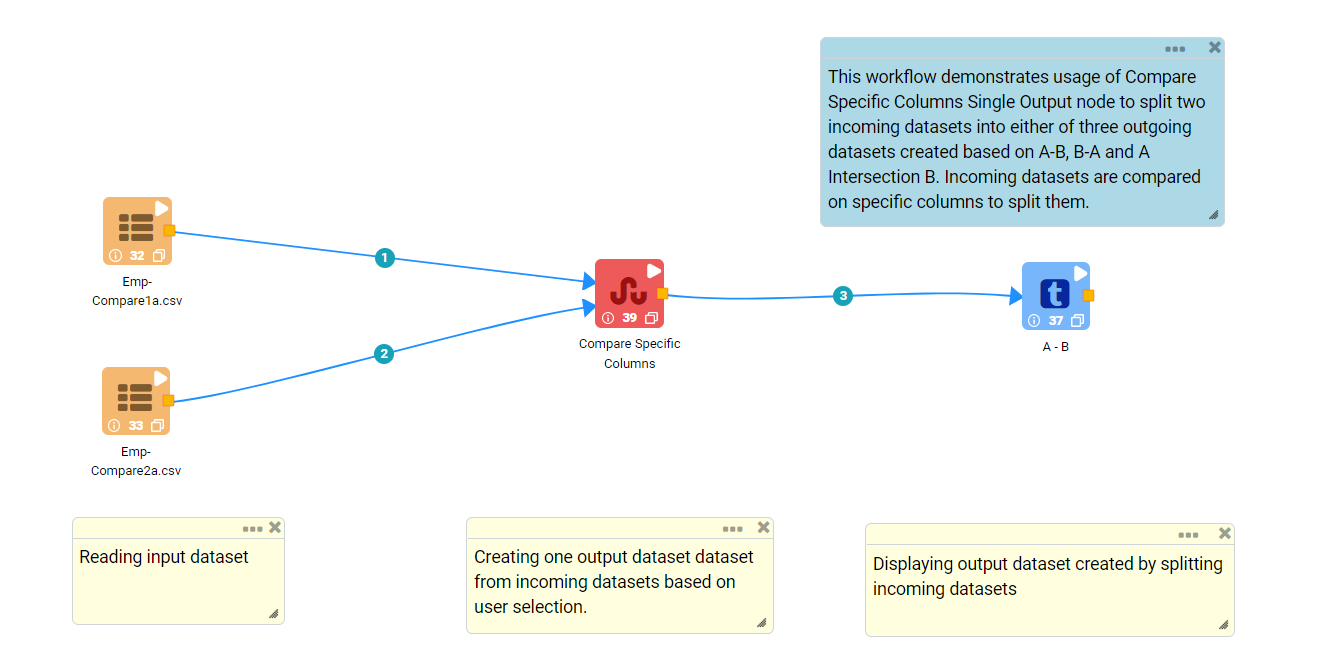 This workflow demonstrates usage of Compare
Specific Columns Single Output node to split two
incoming datasets into either of three outgoing
datasets created based on A-B, B-A and A
Intersection B. Incoming datasets are compared
on specific columns to split them.
32
Emp-
Compare1a.csv
1
39
Compare Specific
Columns
3
t
37
A - B
2
33
Emp-
Compare2a.csv
Reading input dataset
Creating one output dataset dataset
from incoming datasets based on
user selection.
Displaying output dataset created by splitting
incoming datasets